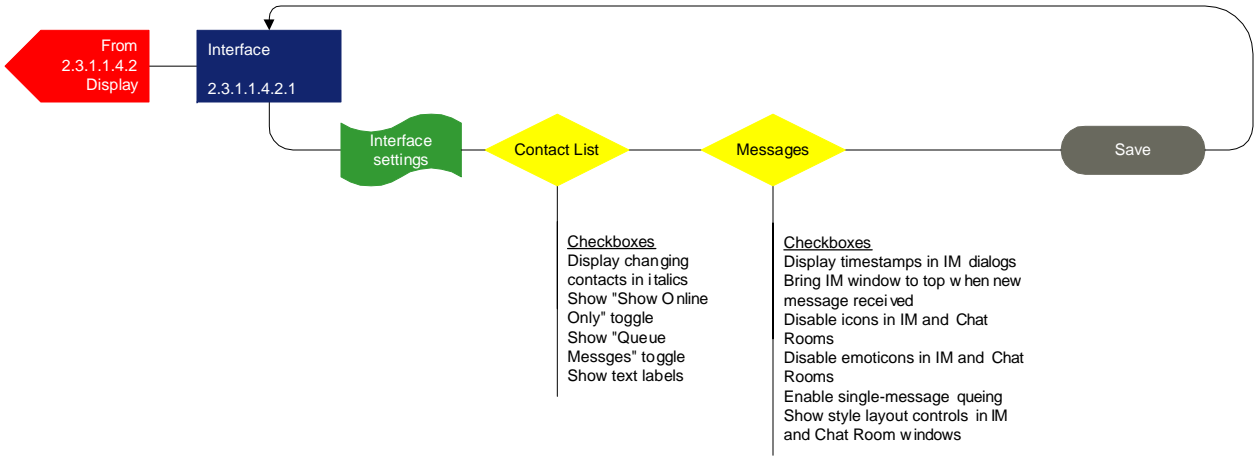 From
2.3.1.1.4.2
Display
Interface
2.3.1.1.4.2.1
Interface
settings
Contact List
Messages
Save
Checkboxes
Display changing
contacts in italics
Show "Show Online
Only" toggle
Show "Queue
Messges" toggle
Show text labels
Checkboxes
Display timestamps in IM dialogs
Bring IM window to top when new
message received
Disable icons in IM and Chat
Rooms
Disable emoticons in IM and Chat
Rooms
Enable single-message queing
Show style layout controls in IM
and Chat Room windows